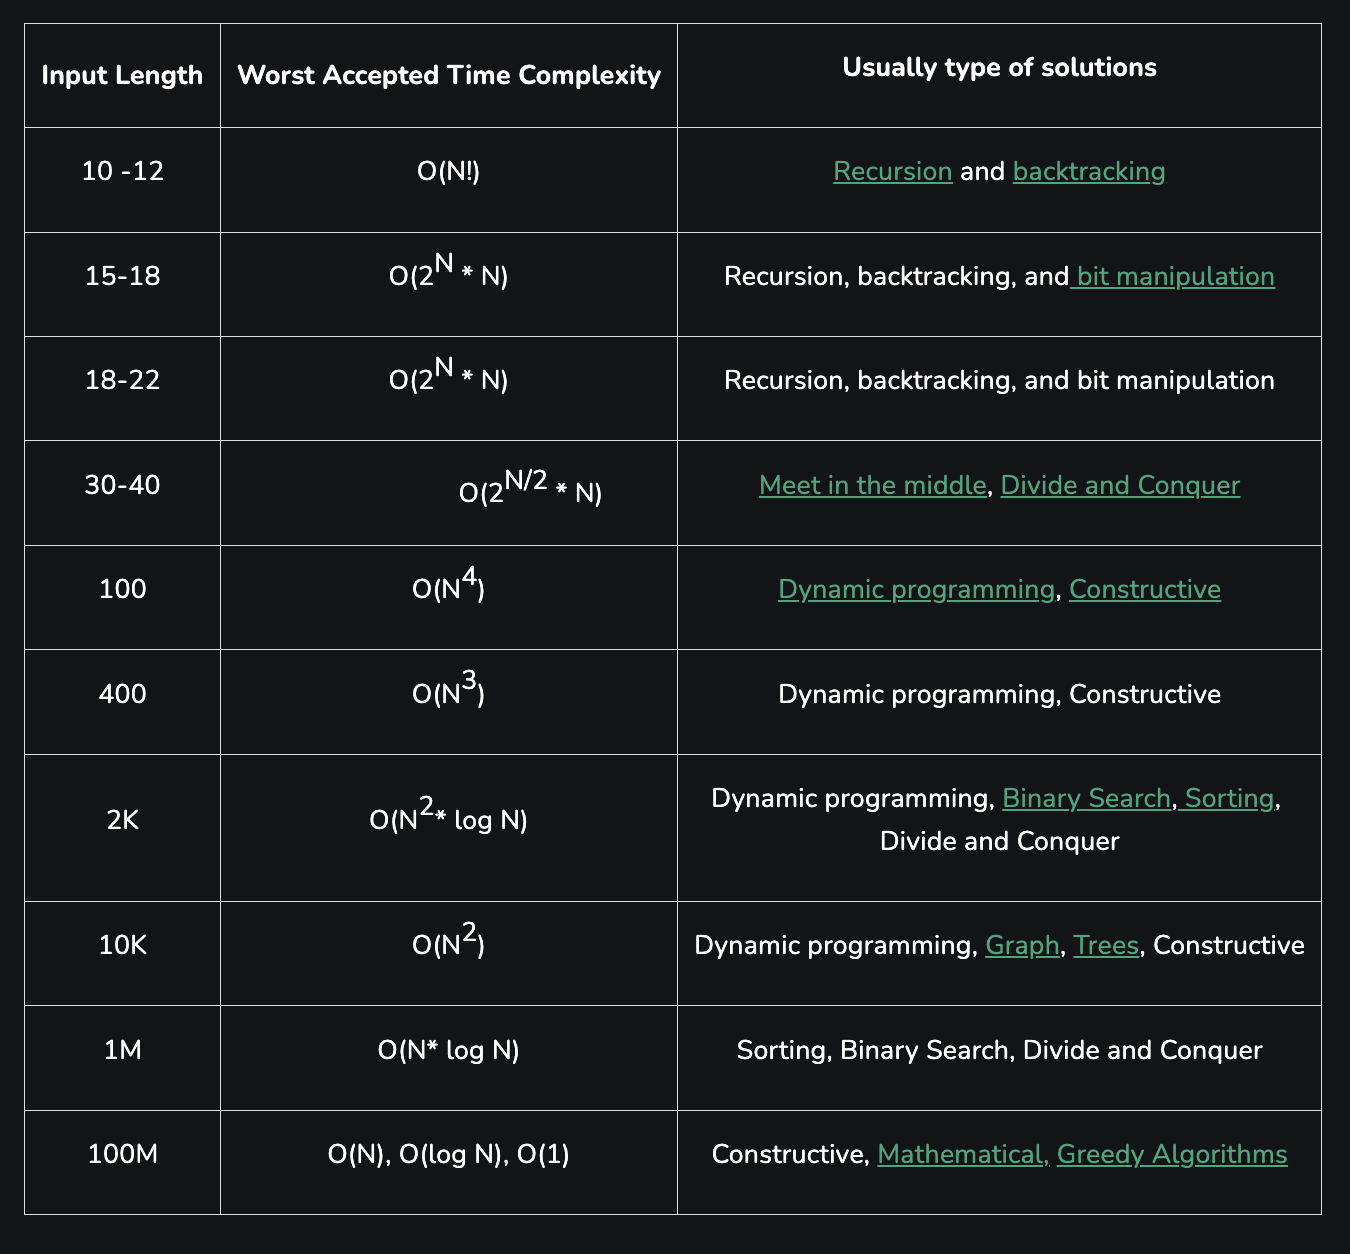 Input Length Worst Accepted Time Complexity Usually type of solutions
10 -12 O(N!) Recursion and backtracking
15-18 O(2^N * N) Recursion, backtracking, and bit manipulation
18-22 O(2^N * N) Recursion, backtracking, and bit manipulation
30-40 O(2^N/2 * N) Meet in the middle, Divide and Conquer
100 O(N^4) Dynamic programming, Constructive
400 O(N^3) Dynamic programming, Constructive
2K O(N^2* log N) Dynamic programming, Binary Search, Sorting,
Divide and Conquer
10K O(N^2) Dynamic programming, Graph, Trees, Constructive
1M O(N* log N) Sorting, Binary Search, Divide and Conquer
100M O(N), O(log N), O(1) Constructive, Mathematical, Greedy Algorithms